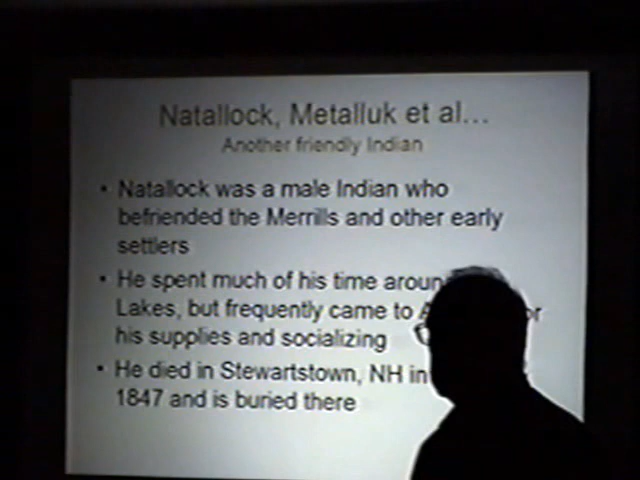 Natallock, Metalluk et al...
Another friendly Indian
• Natallock was a male Indian who
befriended the Merrills and other early
settlers
• He spent much of his time
Lakes, but frequently came to
his supplies and socializing
• He died in Stewartstown, NH in
1847 and is buried there